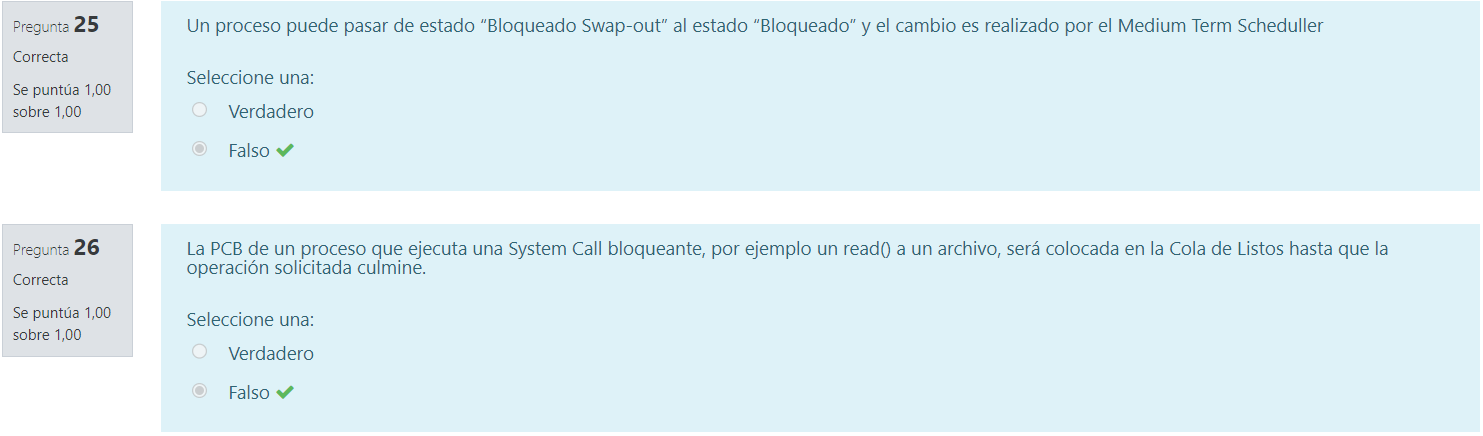 Pregunta 25
Correcta
Se puntúa 1,00
sobre 1,00
Un proceso puede pasar de estado “Bloqueado Swap-out” al estado “Bloqueado” y el cambio es realizado por el Medium Term Scheduller
Seleccione una:
Verdadero
Falso
Pregunta 26
Correcta
Se puntúa 1,00
sobre 1,00
La PCB de un proceso que ejecuta una System Call bloqueante, por ejemplo un read() a un archivo, será colocada en la Cola de Listos hasta que la
operación solicitada culmine.
Seleccione una:
Verdadero
Falso